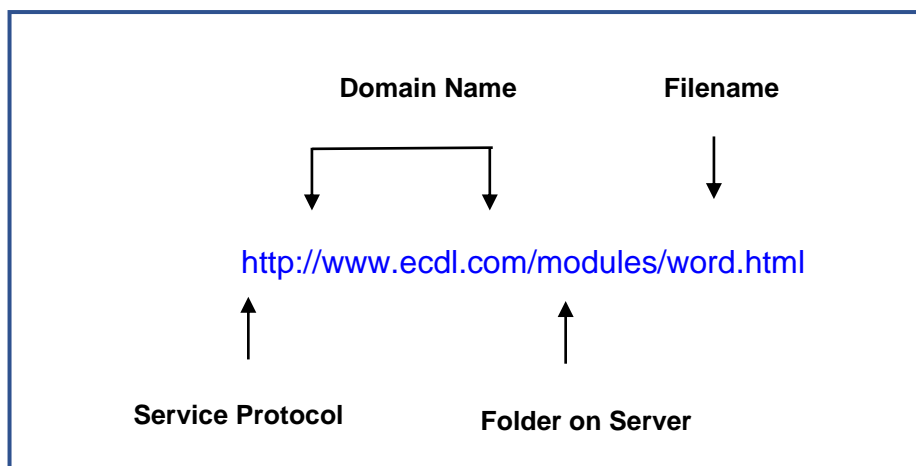 Domain Name Filename
http://www.ecdl.com/modules/word.html
Service Protocol Folder on Server